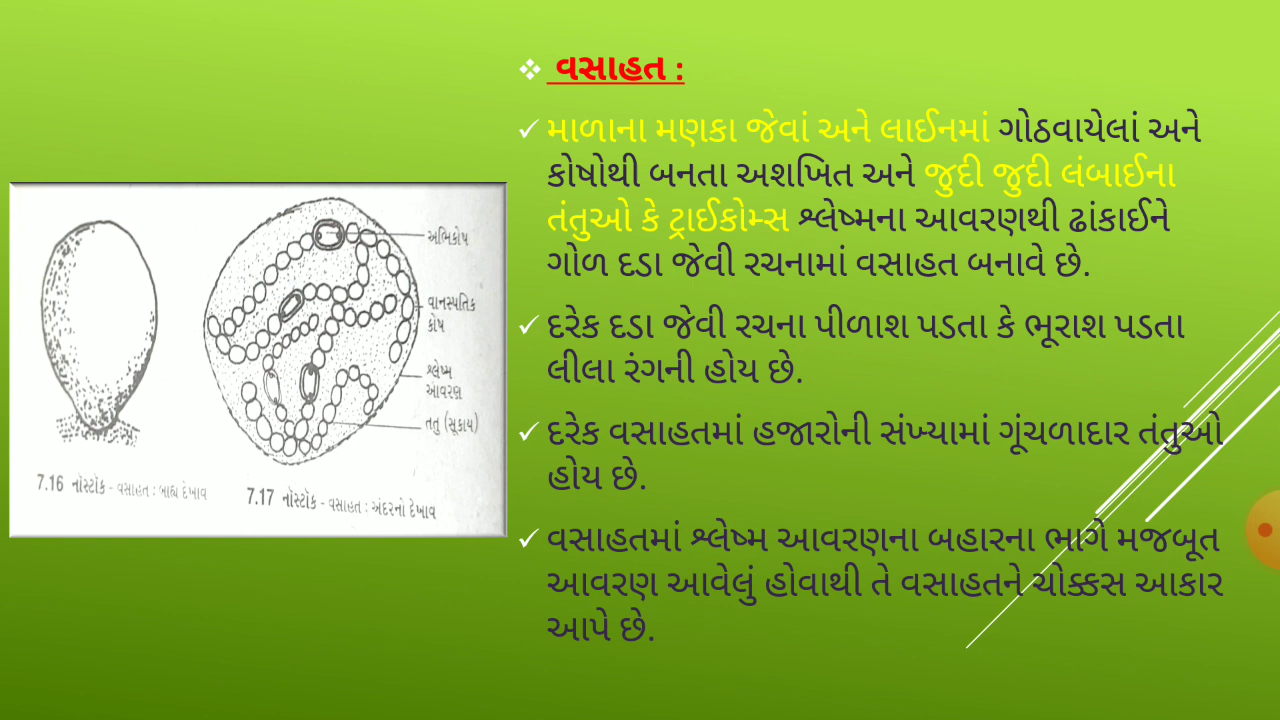 વસાહત :
માળાના મણકા જેવાં અને લાઈનમાં ગોઠવાયેલાં અને
કોષોથી બનતા અશખિત અને જુદી જુદી લંબાઈના
તંતુઓ કે ટ્રાઈકોમ્સ શ્લેષ્મના આવરણથી ઢાંકાઈને
ગોળ દડા જેવી રચનામાં વસાહત બનાવે છે.
દરેક દડા જેવી રચના પીળાશ પડતા કે ભૂરાશ પડતા
લીલા રંગની હોય છે.
દરેક વસાહતમાં હજારોની સંખ્યામાં ગૂંચળાદાર તંતુઓ
હોય છે.
વસાહતમાં શ્લેષ્મ આવરણના બહારના ભાગે મજબૂત
આવરણ આવેલું હોવાથી તે વસાહતને ચોક્કસ આકાર
આપે છે.
અભિકોષ
વાનસ્પતિક
કોષ
શ્લેષ્મ
આવરણ
તતુ (સૂકાય)
7.16 નૉસ્ટૉક - વસાહત : બાહ્ય દેખાવ
7.17 નૉસ્ટૉક - વસાહત : અંદરનો દેખાવ